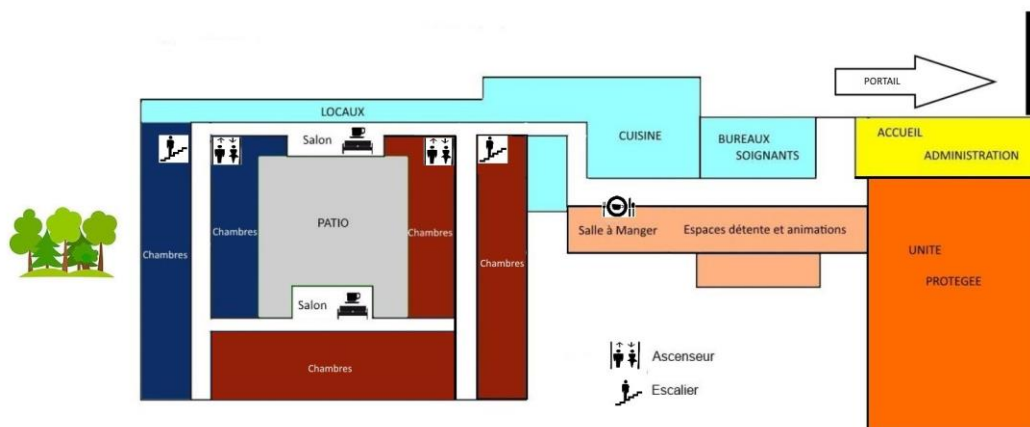 PORTAIL
LOCAUX
CUISINE
BUREAUX
SOIGNANTS
ACCUEIL
ADMINISTRATION
Salon
PATIO
Chambres
Chambres
Chambres
Chambres
Salle à Manger
Espaces détente et animations
UNITE
PROTEGEE
Salon
Chambres
Ascenseur
Escalier